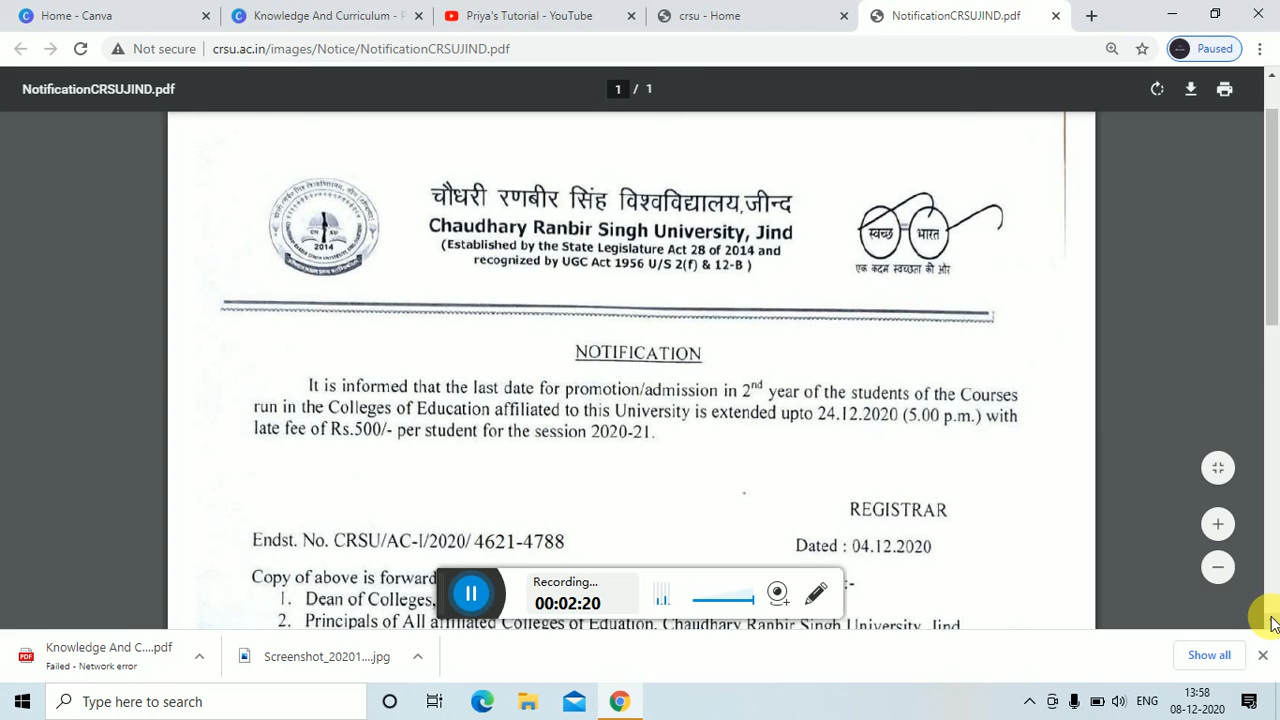 Home - Canva
Knowledge And Curriculum - P
Priya's Tutorial - YouTube
crsu - Home
NotificationCRSUJIND.pdf
Not secure
crsu.ac.in/images/Notice/NotificationCRSUJIND.pdf
Paused
NotificationCRSUJIND.pdf
1 / 1
चौधरी रणबीर सिंह विश्वविद्यालय,जीन्द
Chaudhary Ranbir Singh University, Jind
(Established by the State Legislature Act 28 of 2014 and
recognized by UGC Act 1956 U/S 2(f) & 12-B )
2014
स्वच्छ भारत
एक कदम स्वच्छता की ओर
NOTIFICATION
It is informed that the last date for promotion/admission in 2nd year of the students of the Courses
run in the Colleges of Education affiliated to this University is extended upto 24.12.2020 (5.00 p.m.) with
late fee of Rs.500/- per student for the session 2020-21.
REGISTRAR
Endst. No. CRSU/AC-I/2020/ 4621-4788
Dated : 04.12.2020
Copy of above is forward :-
1. Dean of Colleges,
2. Principals of All affiliated Colleges of Eduation, Chaudhary Ranbir Singh University, Jind
Recording...
00:02:20
Knowledge And C....pdf
Failed - Network error
Screenshot_20201....jpg
Show all
Type here to search
ENG
13:58
08-12-2020